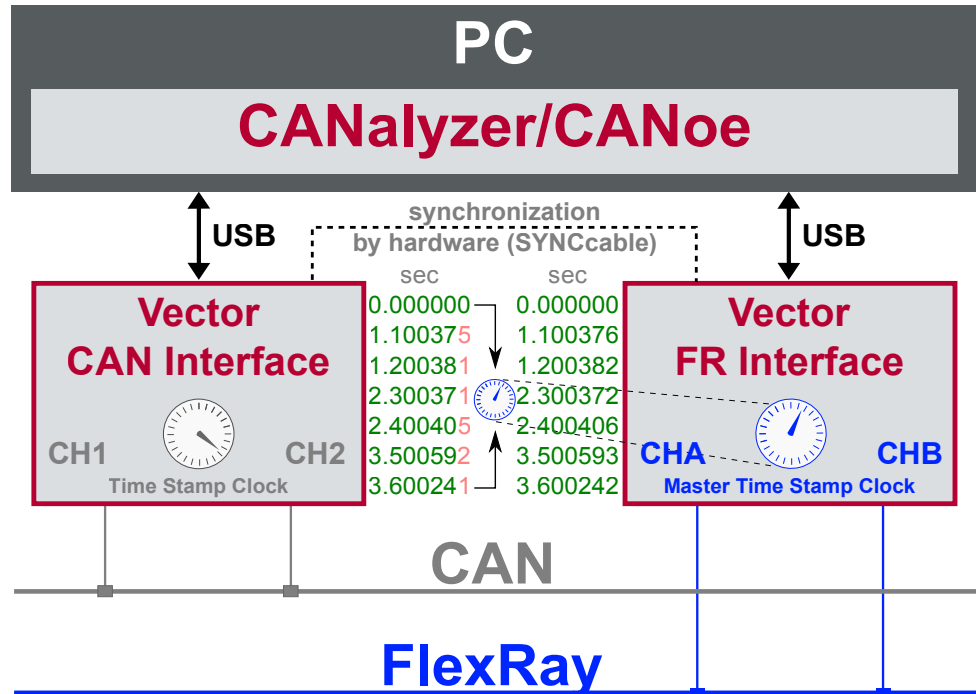 PC
CANalyzer/CANoe
USB
synchronization
by hardware (SYNCcable)
USB
Vector
CAN Interface
CH1
CH2
Time Stamp Clock
sec
0.000000
1.100375
1.200381
2.300371
2.400405
3.500592
3.600241
sec
0.000000
1.100376
1.200382
2.300372
2.400406
3.500593
3.600242
Vector
FR Interface
CHA
CHB
Master Time Stamp Clock
CAN
FlexRay